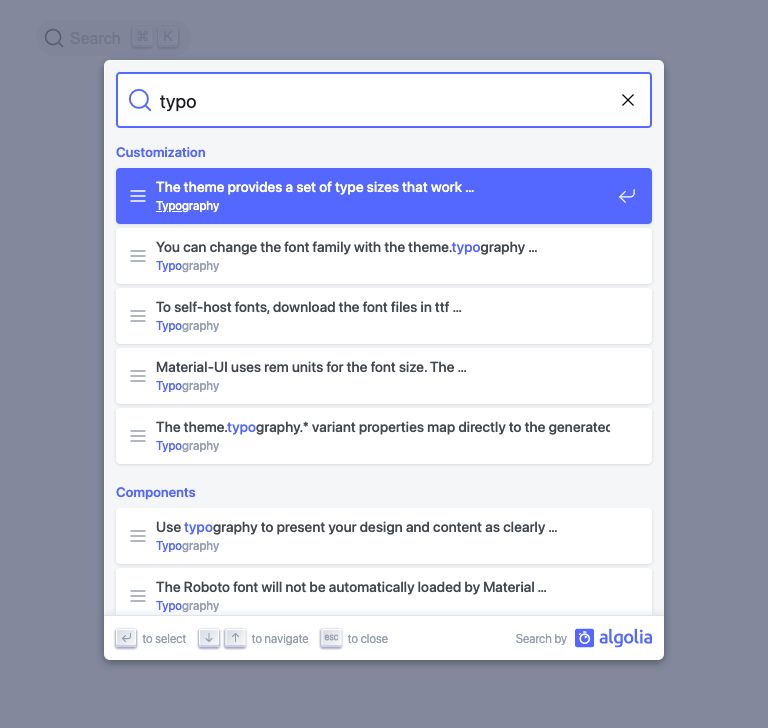 Search ⌘ K
typo
Customization
The theme provides a set of type sizes that work ...
Typography
You can change the font family with the theme.typography ...
Typography
To self-host fonts, download the font files in ttf ...
Typography
Material-UI uses rem units for the font size. The ...
Typography
The theme.typography.* variant properties map directly to the generated
Typography
Components
Use typography to present your design and content as clearly ...
Typography
The Roboto font will not be automatically loaded by Material ...
Typography
to select ↓ ↑ to navigate esc to close Search by algolia